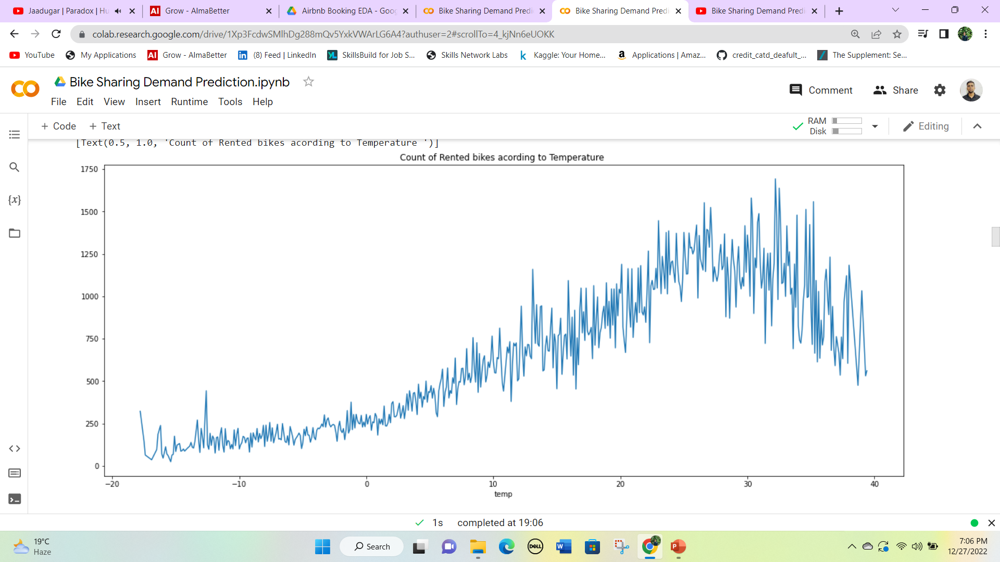 Jaadugar | Paradox | Hu
Grow - AlmaBetter
Airbnb Booking EDA - Goog
Bike Sharing Demand Predi
Bike Sharing Demand Predi
Bike Sharing Demand Predi
colab.research.google.com/drive/1Xp3FcdwSMlhDg288mQv5YxkVWArLG6A4?authuser=2#scrollTo=4_kjNn6eUOKK
YouTube
My Applications
AI Grow - AlmaBetter
(8) Feed | LinkedIn
SkillsBuild for Job S...
Skills Network Labs
Kaggle: Your Home...
Applications | Amaz...
credit_catd_deafult_...
The Supplement: Se...
Bike Sharing Demand Prediction.ipynb
File Edit View Insert Runtime Tools Help
Comment
Share
+ Code + Text
RAM
Disk
Editing
[Text(0.5, 1.0, 'Count of Rented bikes acording to Temperature ')]
Count of Rented bikes acording to Temperature
1750
1500
1250
1000
750
500
250
0
−20 −10 0 10 20 30 40
temp
1s completed at 19:06
19°C
Haze
Search
DELL
7:06 PM
12/27/2022